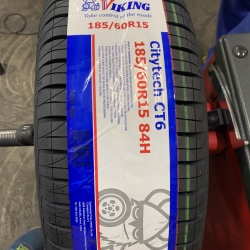 VIKING
Take control of the roads
185/60R15
Citytech CT6
185/60R15 84H